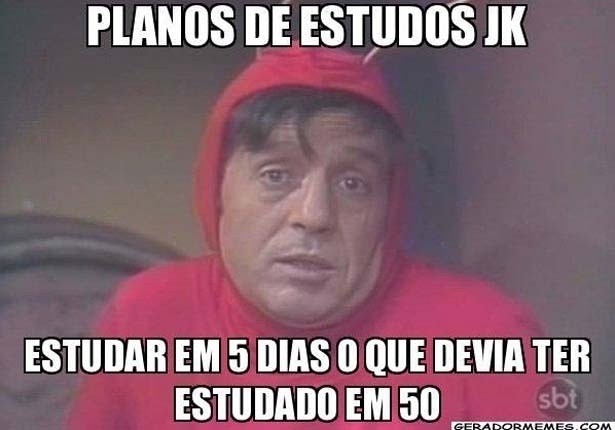 PLANOS DE ESTUDOS JK
ESTUDAR EM 5 DIAS O QUE DEVIA TER
ESTUDADO EM 50
sbt
GERADORMEMES.COM